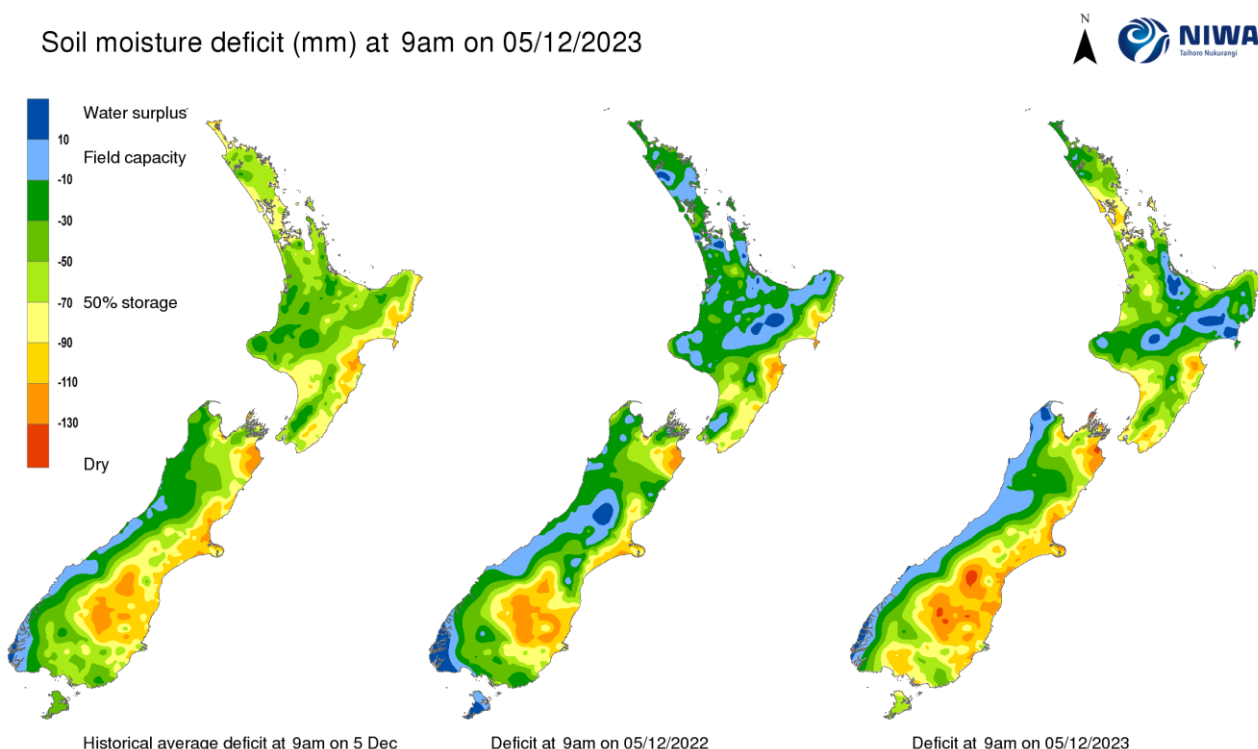 Soil moisture deficit (mm) at 9am on 05/12/2023
N
NIWA
Taihoro Nukurangi
Water surplus
10
Field capacity
-10
-30
-50
50% storage
-70
-90
-110
-130
Dry
Historical average deficit at 9am on 5 Dec
Deficit at 9am on 05/12/2022
Deficit at 9am on 05/12/2023